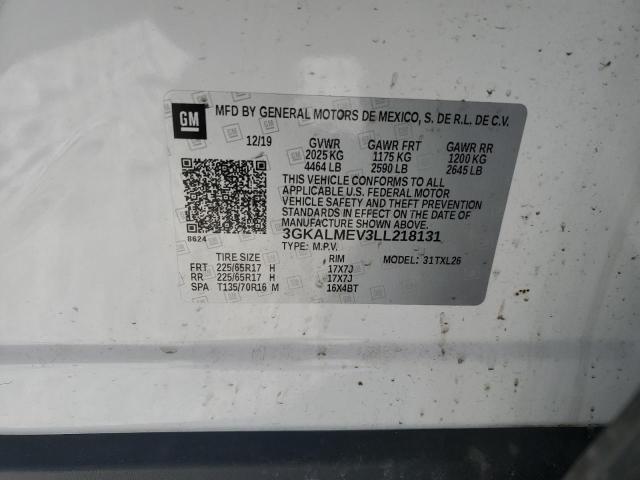 GM
MFD BY GENERAL MOTORS DE MEXICO, S. DE R.L. DE C.V.
12/19 GVWR GAWR FRT GAWR RR
2025 KG 1175 KG 1200 KG
4464 LB 2590 LB 2645 LB
THIS VEHICLE CONFORMS TO ALL
APPLICABLE U.S. FEDERAL MOTOR
VEHICLE SAFETY, BUMPER, AND THEFT
PREVENTION STANDARDS IN EFFECT
ON THE DATE OF
MANUFACTURE SHOWN ABOVE.
8624
3GKALMEV3LL218131
TYPE: M.P.V. MODEL: 31TXL26
TIRE SIZE RIM
FRT 225/65R17 H 17X7J
RR 225/65R17 H 17X7J
SPA T135/70R16 M 16X4BT